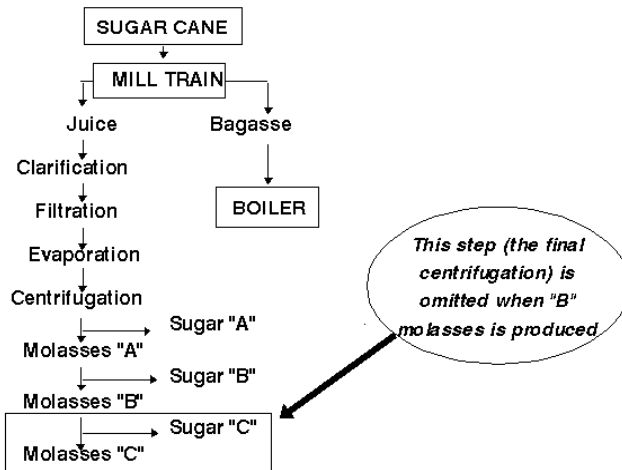 SUGAR CANE
MILL TRAIN
Juice
Bagasse
Clarification
BOILER
Filtration
Evaporation
Centrifugation
Sugar "A"
Molasses "A"
Sugar "B"
Molasses "B"
Sugar "C"
Molasses "C"
This step (the final
centrifugation) is
omitted when "B"
molasses is produced